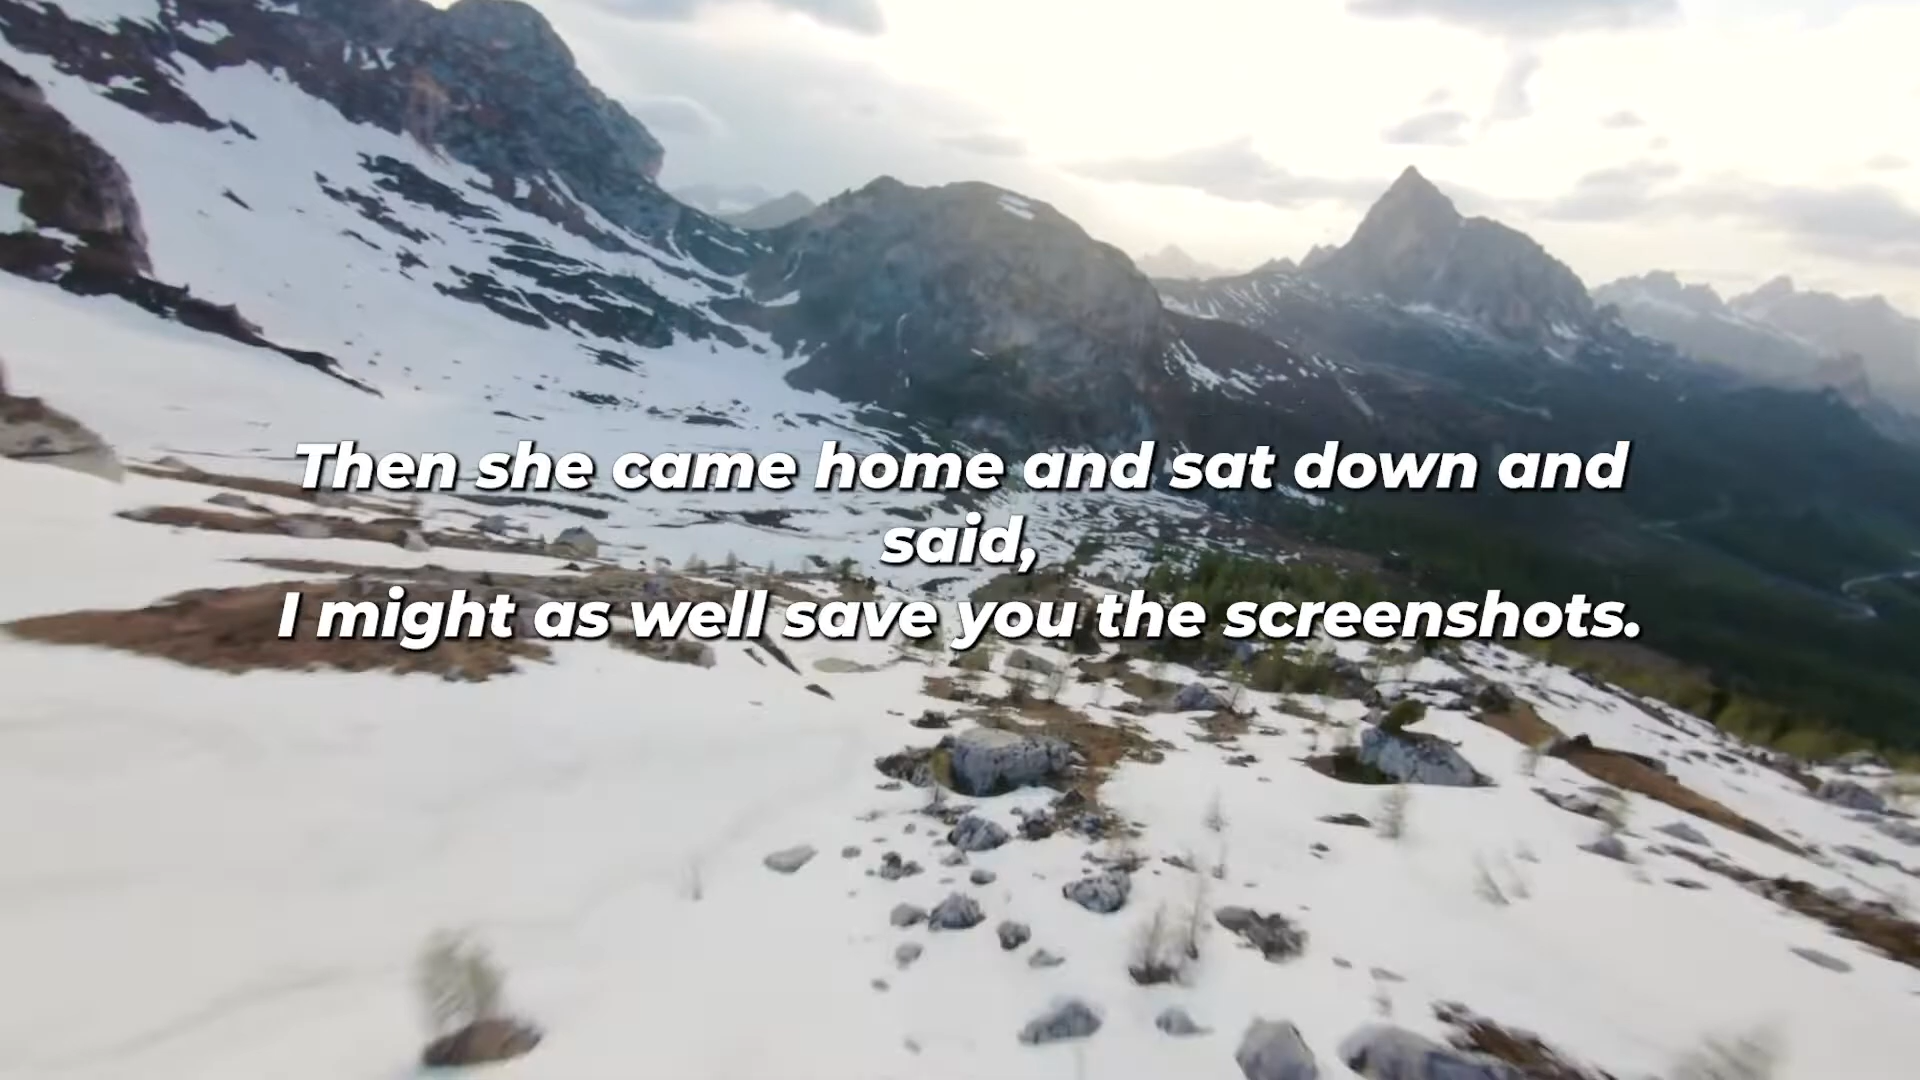 Then she came home and sat down and
said,
I might as well save you the screenshots.